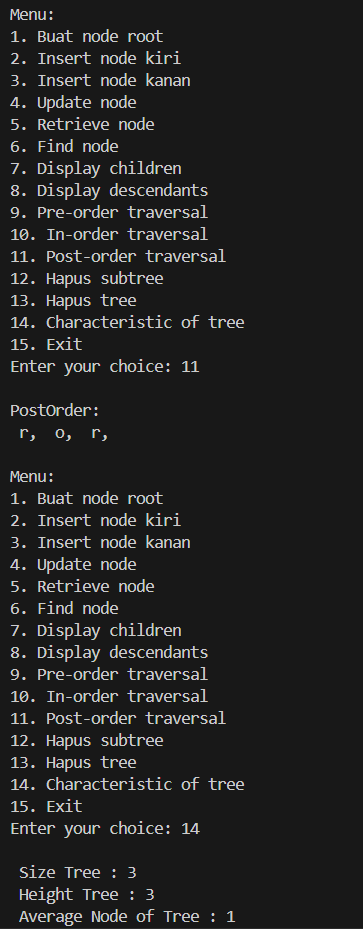 Menu:
1. Buat node root
2. Insert node kiri
3. Insert node kanan
4. Update node
5. Retrieve node
6. Find node
7. Display children
8. Display descendants
9. Pre-order traversal
10. In-order traversal
11. Post-order traversal
12. Hapus subtree
13. Hapus tree
14. Characteristic of tree
15. Exit
Enter your choice: 11
PostOrder:
r,  o,  r,
Menu:
1. Buat node root
2. Insert node kiri
3. Insert node kanan
4. Update node
5. Retrieve node
6. Find node
7. Display children
8. Display descendants
9. Pre-order traversal
10. In-order traversal
11. Post-order traversal
12. Hapus subtree
13. Hapus tree
14. Characteristic of tree
15. Exit
Enter your choice: 14
Size Tree : 3
Height Tree : 3
Average Node of Tree : 1